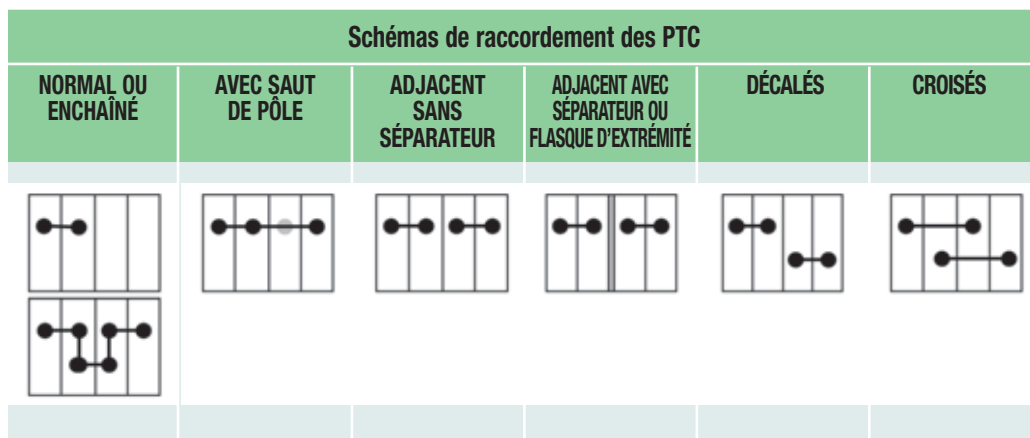 Schémas de raccordement des PTC
NORMAL OU
ENCHAÎNÉ
AVEC SAUT
DE PÔLE
ADJACENT
SANS
SÉPARATEUR
ADJACENT AVEC
SÉPARATEUR OU
FLASQUE D'EXTRÉMITÉ
DÉCALÉS
CROISÉS